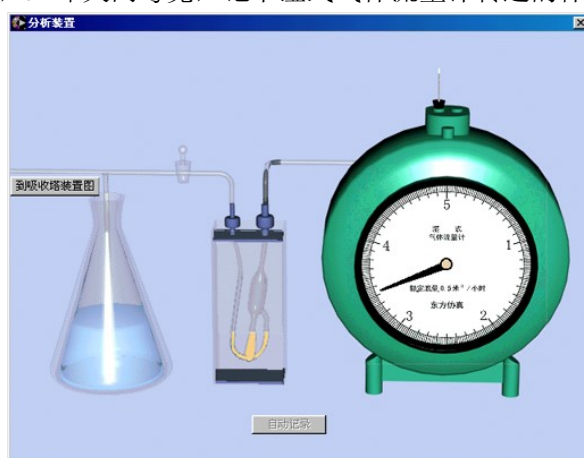 分析装置
到吸收塔装置图
5
湿式
气体流量计
4
1
额定流量0.5米³/小时
东方仿真
3
2
自动记录